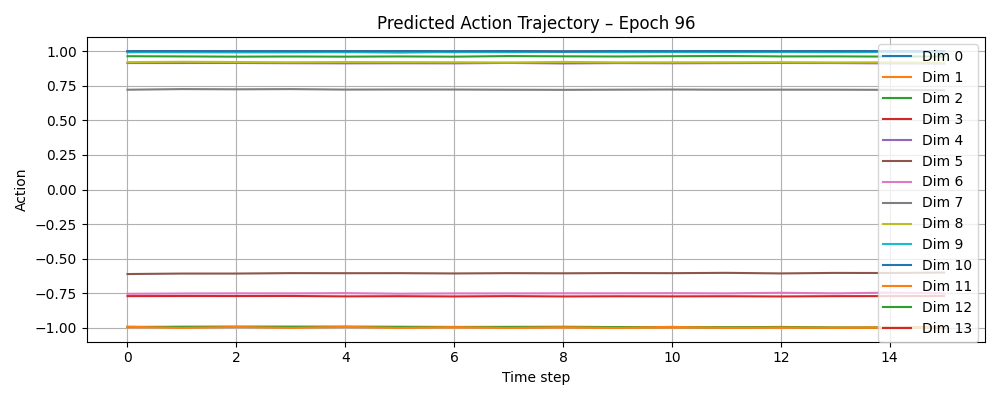 Predicted Action Trajectory – Epoch 96
Action
1.00
0.75
0.50
0.25
0.00
−0.25
−0.50
−0.75
−1.00
0
2
4
6
8
10
12
14
Time step
Dim 0
Dim 1
Dim 2
Dim 3
Dim 4
Dim 5
Dim 6
Dim 7
Dim 8
Dim 9
Dim 10
Dim 11
Dim 12
Dim 13